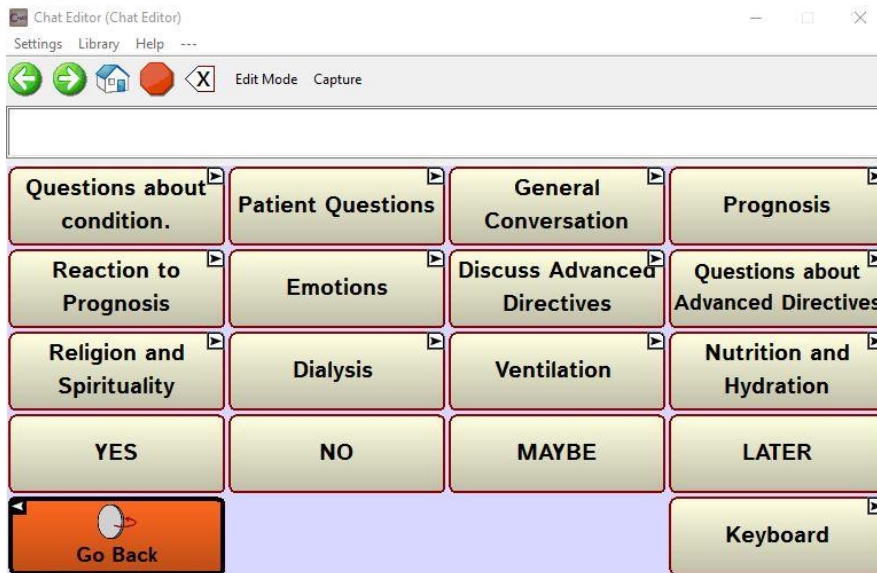 Chat Editor (Chat Editor)
Settings Library Help ---
X Edit Mode Capture
Questions about
condition.
Patient Questions
General
Conversation
Prognosis
Reaction to
Prognosis
Emotions
Discuss Advanced
Directives
Questions about
Advanced Directives
Religion and
Spirituality
Dialysis
Ventilation
Nutrition and
Hydration
YES
NO
MAYBE
LATER
Go Back
Keyboard